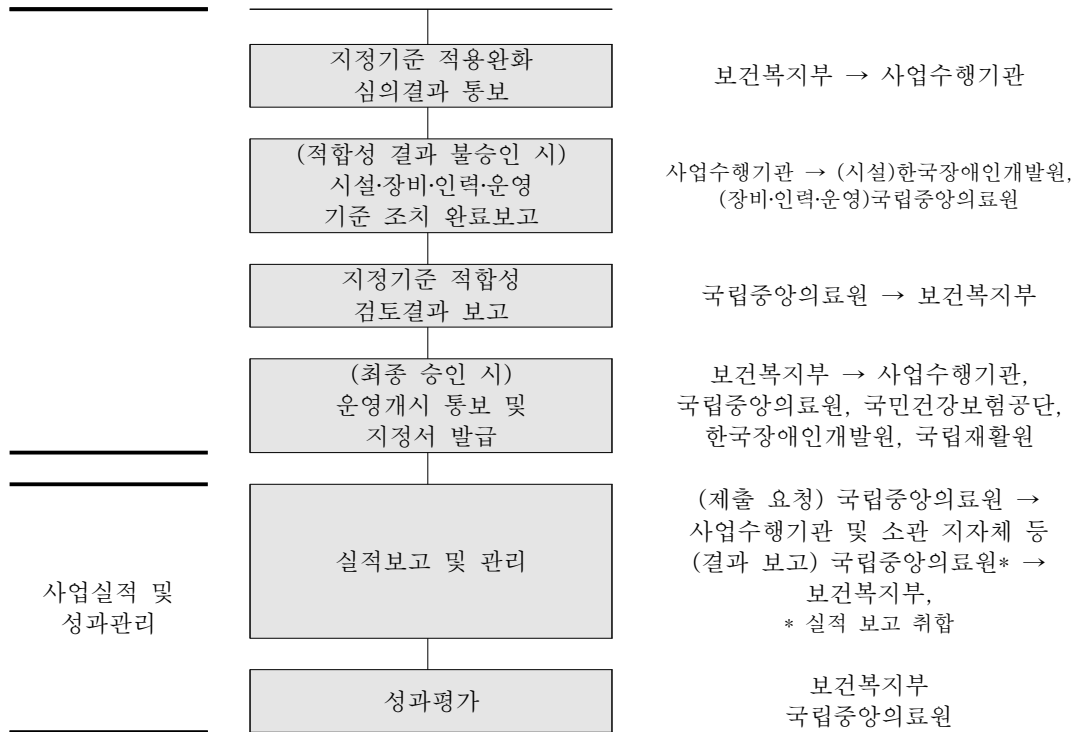 지정기준 적용완화
심의결과 통보
보건복지부 → 사업수행기관
(적합성 결과 불승인 시)
시설·장비·인력·운영
기준 조치 완료보고
사업수행기관 → (시설)한국장애인개발원,
(장비·인력·운영)국립중앙의료원
지정기준 적합성
검토결과 보고
국립중앙의료원 → 보건복지부
(최종 승인 시)
운영개시 통보 및
지정서 발급
보건복지부 → 사업수행기관,
국립중앙의료원, 국민건강보험공단,
한국장애인개발원, 국립재활원
사업실적 및
성과관리
실적보고 및 관리
(제출 요청) 국립중앙의료원 →
사업수행기관 및 소관 지자체 등
(결과 보고) 국립중앙의료원* →
보건복지부,
* 실적 보고 취합
성과평가
보건복지부
국립중앙의료원